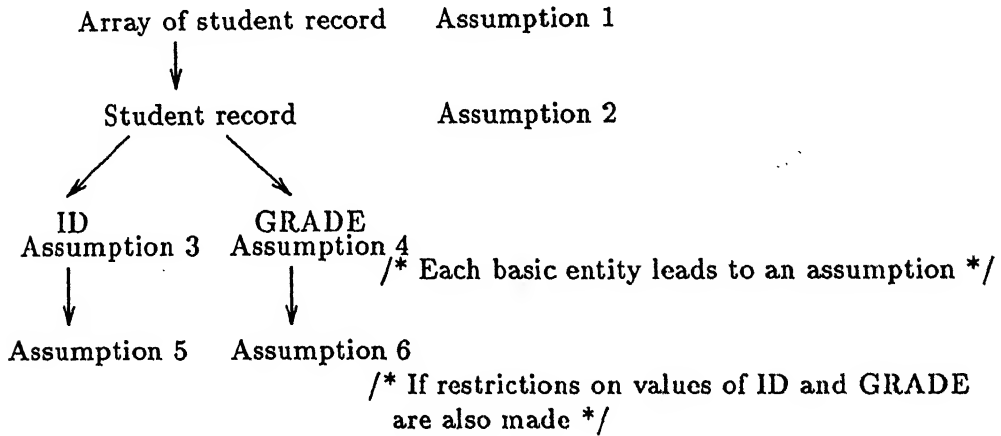 Array of student record Assumption 1
Student record Assumption 2
ID GRADE
Assumption 3 Assumption 4
/* Each basic entity leads to an assumption */
Assumption 5 Assumption 6
/* If restrictions on values of ID and GRADE
are also made */